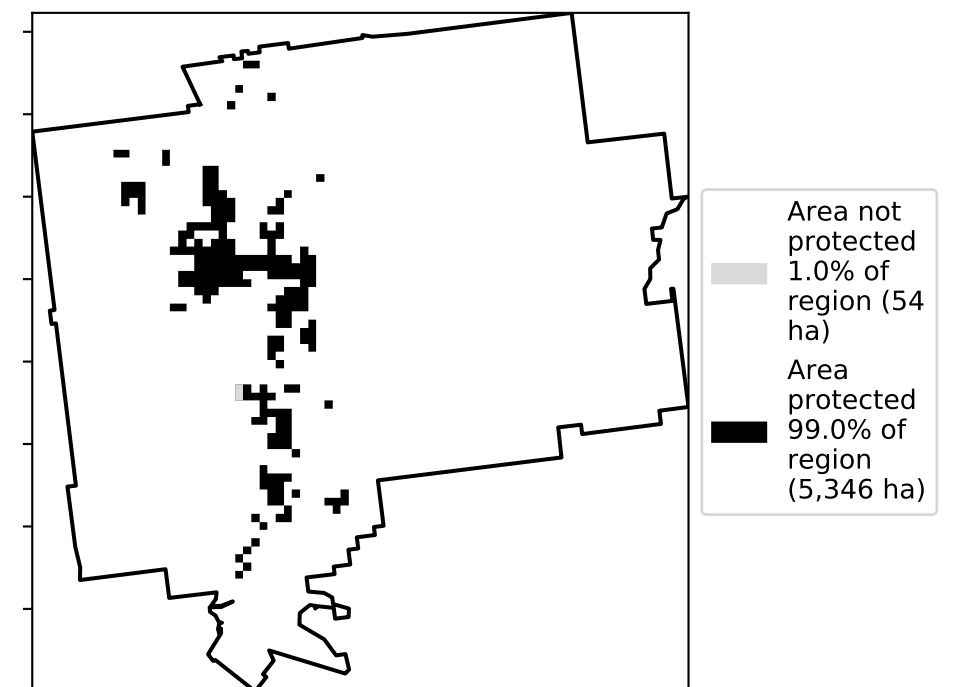 Area not
protected
1.0% of
region (54
ha)
Area
protected
99.0% of
region
(5,346 ha)